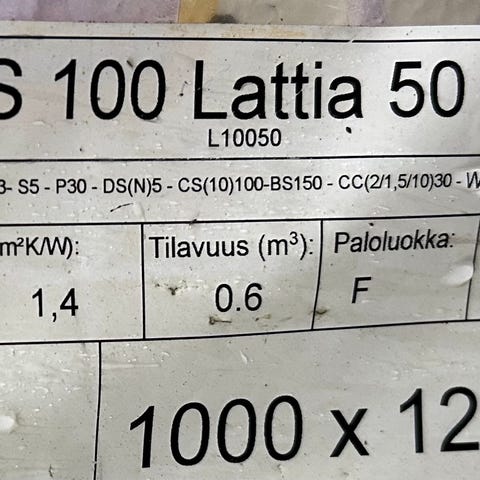 S 100 Lattia 50
L10050
3- S5 - P30 - DS(N)5 - CS(10)100-BS150 - CC(2/1,5/10)30 - W
m²K/W): Tilavuus (m³): Paloluokka:
1,4 0.6 F
1000 x 12